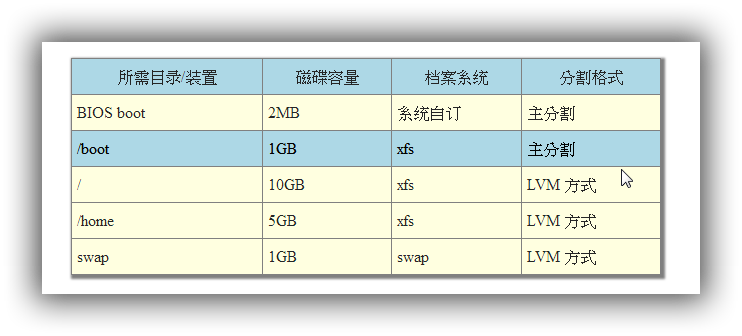 所需目录/装置 磁碟容量 档案系统 分割格式
BIOS boot 2MB 系统自订 主分割
/boot 1GB xfs 主分割
/ 10GB xfs LVM 方式
/home 5GB xfs LVM 方式
swap 1GB swap LVM 方式